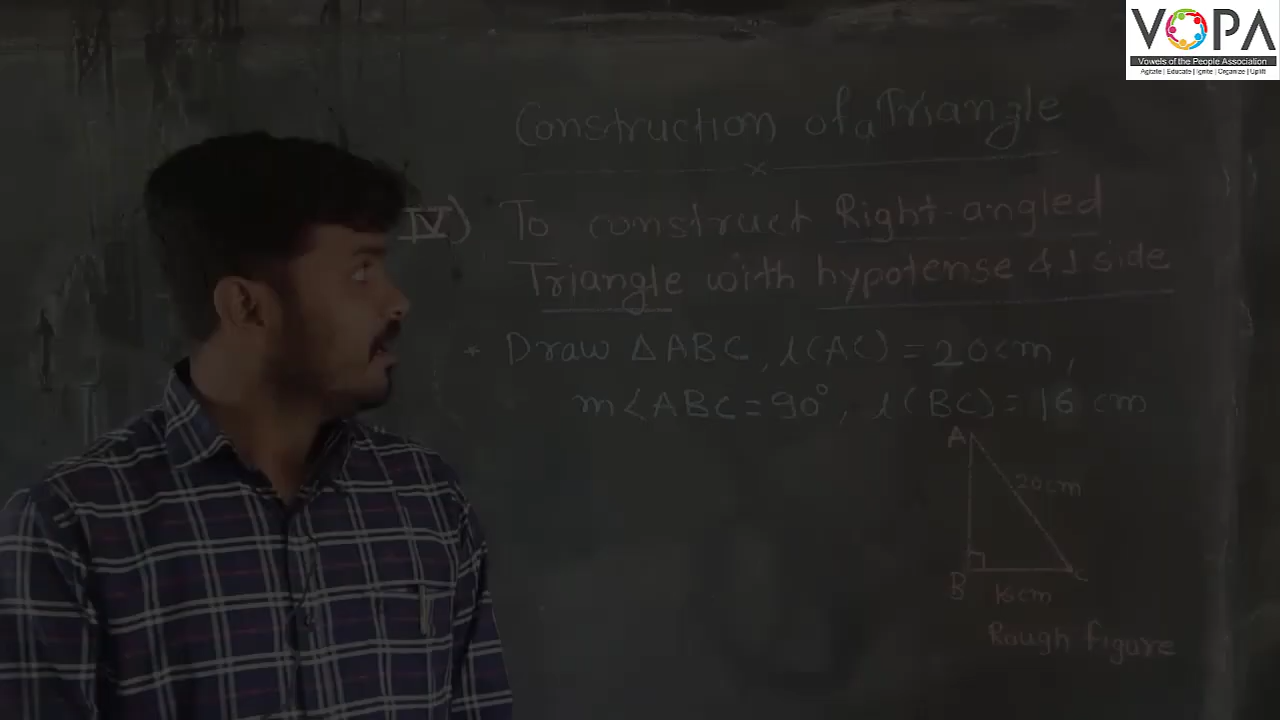 VOPA
Vowels of the People Association
Agitate | Educate | Ignite | Organize | Uplift
Construction of a Triangle
x
IV) To construct Right-angled
Triangle with hypotense & 1 side
* Draw △ABC, l(AC) = 20cm,
m∠ABC = 90°, l(BC) = 16 cm
A
20cm
B
C
16cm
Rough figure